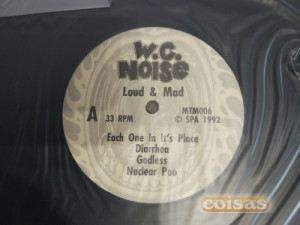 W.C.
NOISE
Loud & Mad
A 33 RPM
MTM006
© SPA 1992
Each One In It's Place
Diarrhea
Godless
Nuclear Poo
coisas